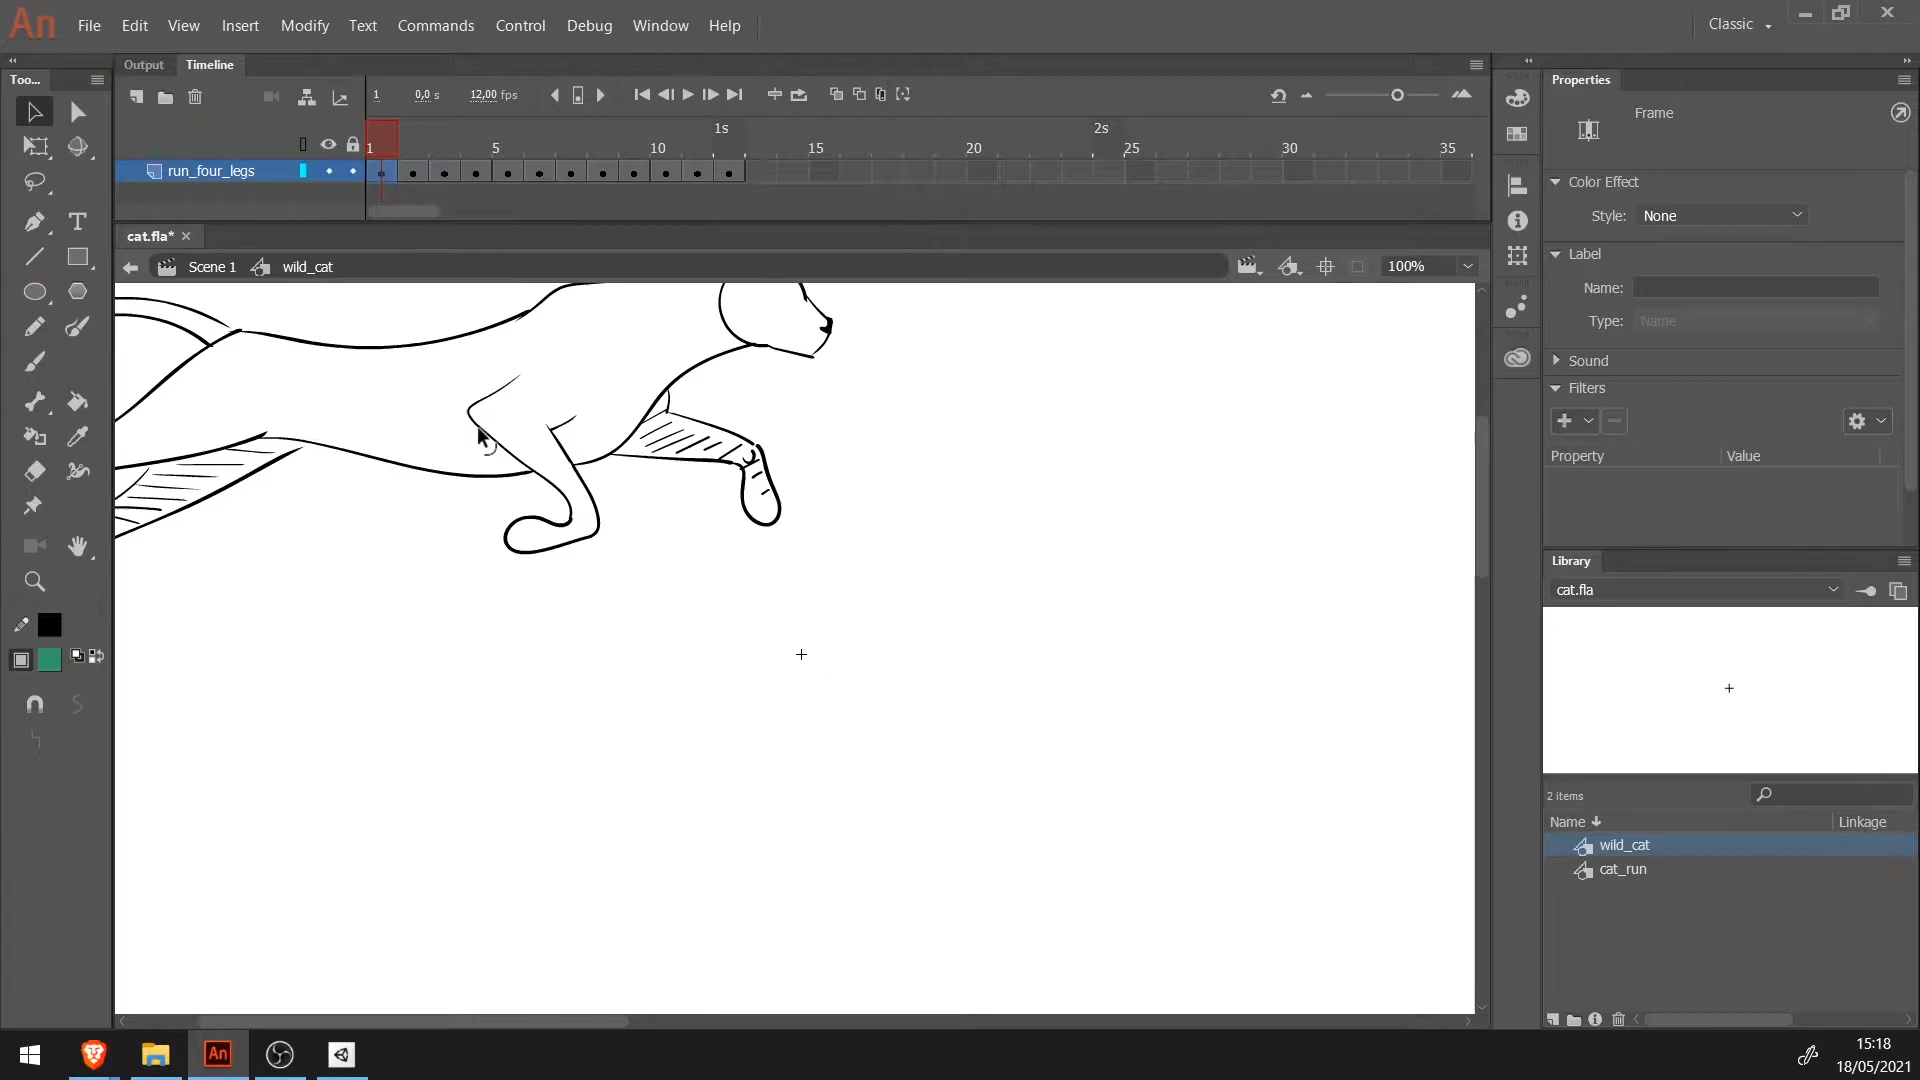 An File Edit View Insert Modify Text Commands Control Debug Window Help Classic
Too... Output Timeline Properties
1 0,0 s 12,00 fps
Frame
1s 2s
1 5 10 15 20 25 30 35
run_four_legs
Color Effect
Style: None
cat.fla*
Scene 1 wild_cat 100%
Label
Name:
Type: Name
Sound
Filters
Property Value
Library
cat.fla
2 items
Name Linkage
wild_cat
cat_run
An
15:18
18/05/2021